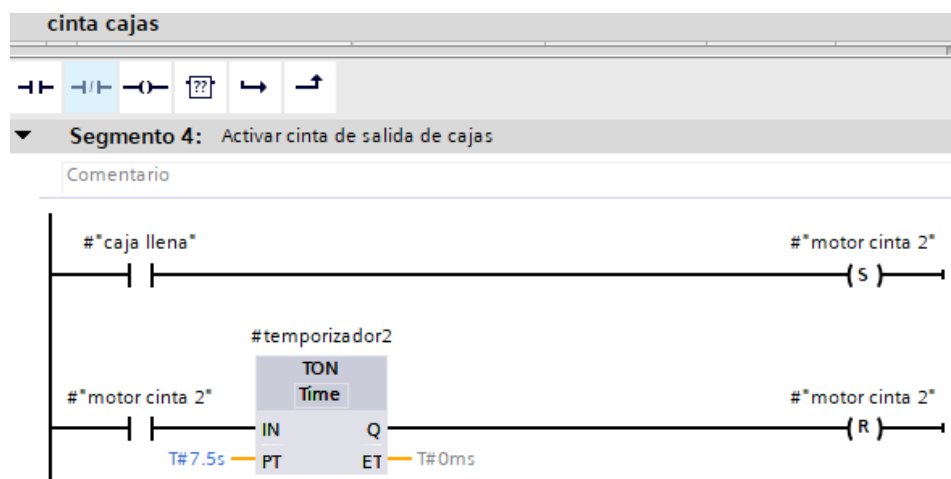 cinta cajas
??
Segmento 4: Activar cinta de salida de cajas
Comentario
#"caja llena" #"motor cinta 2"
S
#temporizador2
TON
#"motor cinta 2" Time #"motor cinta 2"
IN Q R
T#7.5s PT ET T#0ms